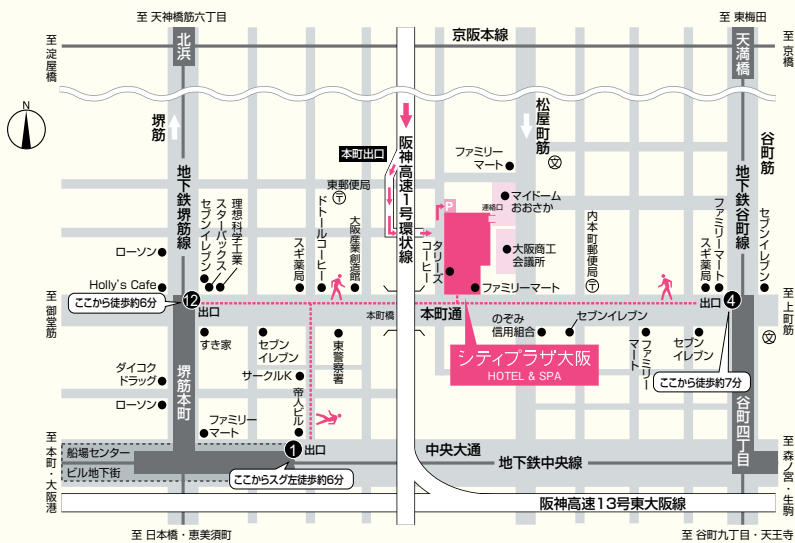 至 天神橋筋六丁目
至 東梅田
至 淀屋橋
北浜
京阪本線
天満橋
至 京橋
N
堺筋
松屋町筋
谷町筋
本町出口
阪神高速1号環状線
ファミリー
マート
文
地下鉄堺筋線
東郵便局
〒
P
連絡口
マイドーム
おおさか
地下鉄谷町線
理想科学工業
スターバックス
セブンイレブン
ドトールコーヒー
大阪産業創造館
タリーズ
コーヒー
大阪商工
会議所
内本町郵便局
〒
セブンイレブン
ファミリーマート
スギ薬局
ローソン
スギ薬局
Holly's Cafe
ファミリーマート
至 御堂筋
ここから徒歩約6分
12
出口
本町橋
本町通
出口
4
至 上町筋
のぞみ
信用組合
セブンイレブン
すき家
セブン
イレブン
東警察署
ファミリー
マート
セブン
イレブン
文
シティプラザ大阪
HOTEL & SPA
ここから徒歩約7分
ダイコク
ドラッグ
サークルK
堺筋本町
帝人ビル
ローソン
谷町四丁目
ファミリー
マート
至 本町・大阪港
船場センター
ビル地下街
1
出口
中央大通
地下鉄中央線
至 森ノ宮・生駒
ここからスグ左徒歩約6分
阪神高速13号東大阪線
至 日本橋・恵美須町
至 谷町九丁目・天王寺